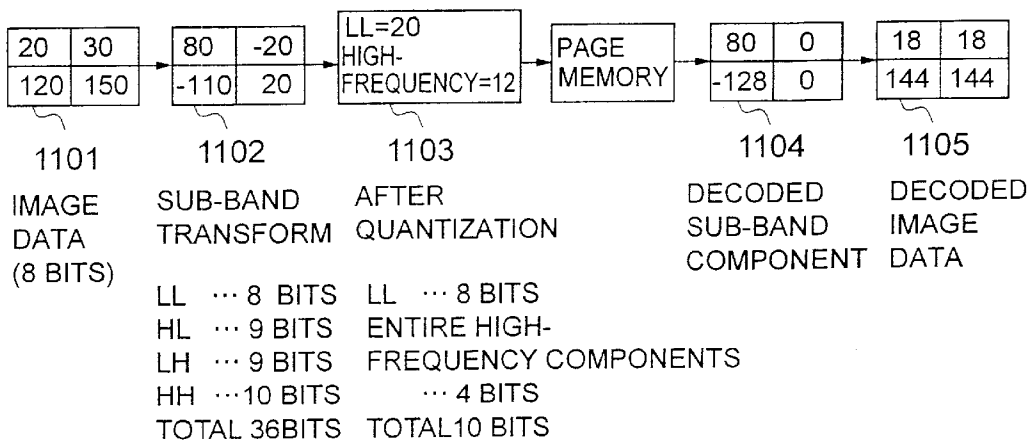 20 30
120 150
80 -20
-110 20
LL=20
HIGH-
FREQUENCY=12
PAGE
MEMORY
80 0
-128 0
18 18
144 144
1101
1102
1103
1104
1105
IMAGE
DATA
(8 BITS)
SUB-BAND
TRANSFORM
AFTER
QUANTIZATION
DECODED
SUB-BAND
COMPONENT
DECODED
IMAGE
DATA
LL ··· 8 BITS
HL ··· 9 BITS
LH ··· 9 BITS
HH ···10 BITS
TOTAL 36BITS
LL ··· 8 BITS
ENTIRE HIGH-
FREQUENCY COMPONENTS
··· 4 BITS
TOTAL10 BITS